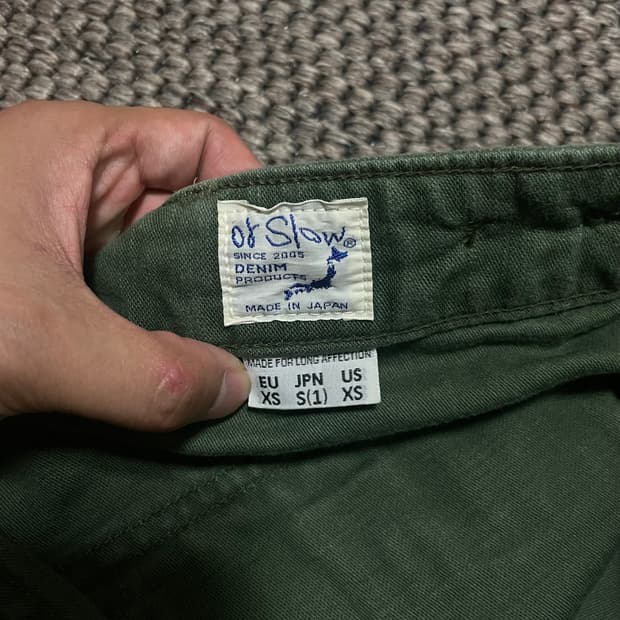 or Slow®
SINCE 2005
DENIM
PRODUCTS
MADE IN JAPAN
MADE FOR LONG AFFECTION
EU JPN US
XS S(1) XS